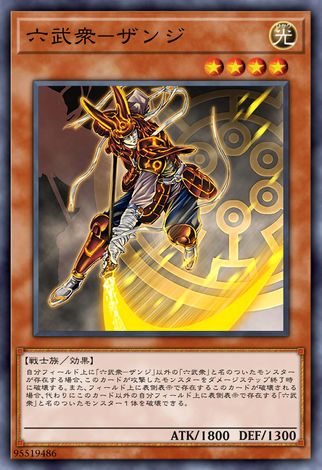 六武衆－ザンジ
光
【戦士族／効果】
自分フィールド上に「六武衆－ザンジ」以外の「六武衆」と名のついたモンスター
が存在する場合、このカードが攻撃したモンスターをダメージステップ終了時
に破壊する。また、フィールド上に表側表示で存在するこのカードが破壊される
場合、代わりにこのカード以外の自分フィールド上に表側表示で存在する「六武
衆」と名のついたモンスター１体を破壊できる。
ATK/1800 DEF/1300
95519486